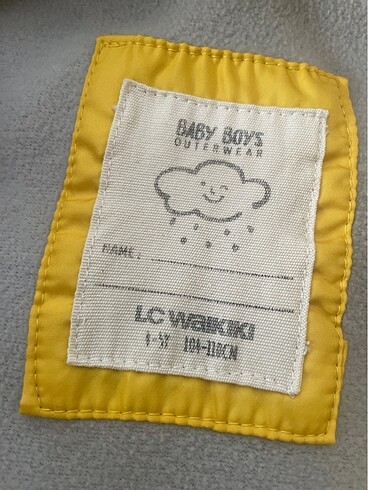 BABY BOYS
OUTERWEAR
NAME:
LC WAIKIKI
4-5Y 104-110CM